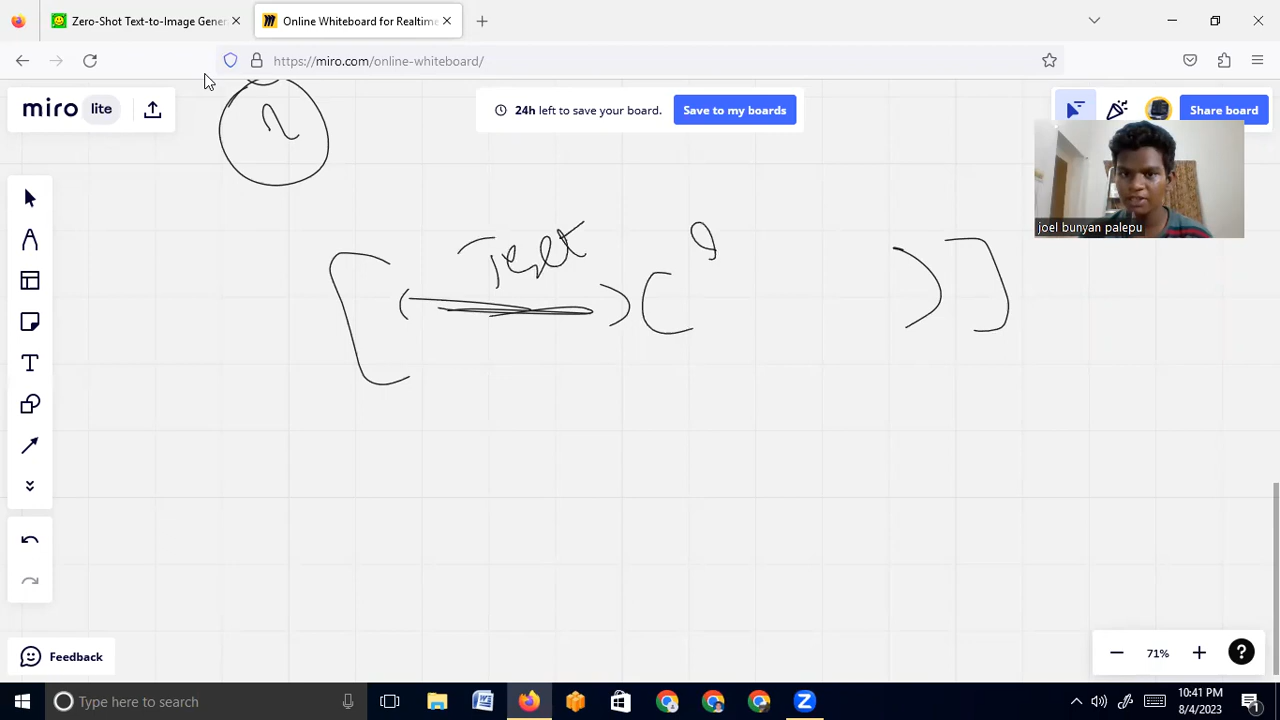 Zero-Shot Text-to-Image Gener
Online Whiteboard for Realtime
https://miro.com/online-whiteboard/
miro lite
24h left to save your board.
Save to my boards
Share board
joel bunyan palepu
Text
T
71%
?
Feedback
Type here to search
10:41 PM
8/4/2023